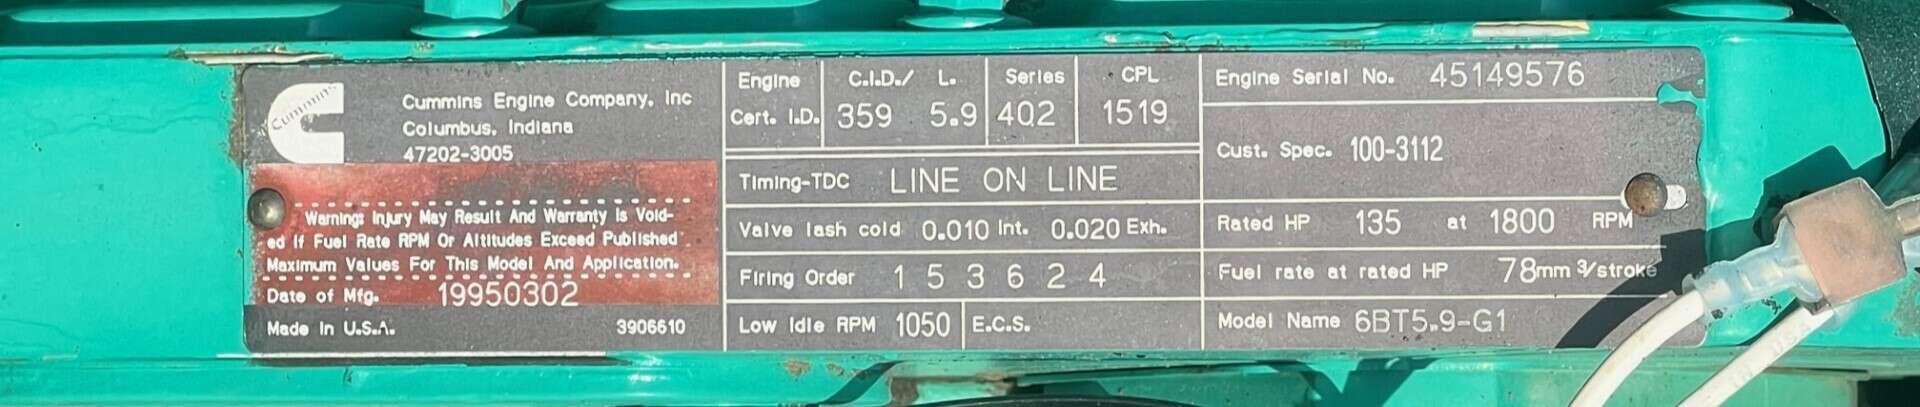 Cummins
Cummins Engine Company, Inc
Columbus, Indiana
47202-3005
Warning: Injury May Result And Warranty Is Void-
ed If Fuel Rate RPM Or Altitudes Exceed Published
Maximum Values For This Model And Application.
Date of Mfg. 19950302
Made In U.S.A. 3906610
Engine
Cert. I.D.
C.I.D./ L.
359 5.9
Series
402
CPL
1519
Timing-TDC LINE ON LINE
Valve lash cold 0.010 Int. 0.020 Exh.
Firing Order 1 5 3 6 2 4
Low Idle RPM 1050 E.C.S.
Engine Serial No. 45149576
Cust. Spec. 100-3112
Rated HP 135 at 1800 RPM
Fuel rate at rated HP 78mm 3/stroke
Model Name 6BT5.9-G1